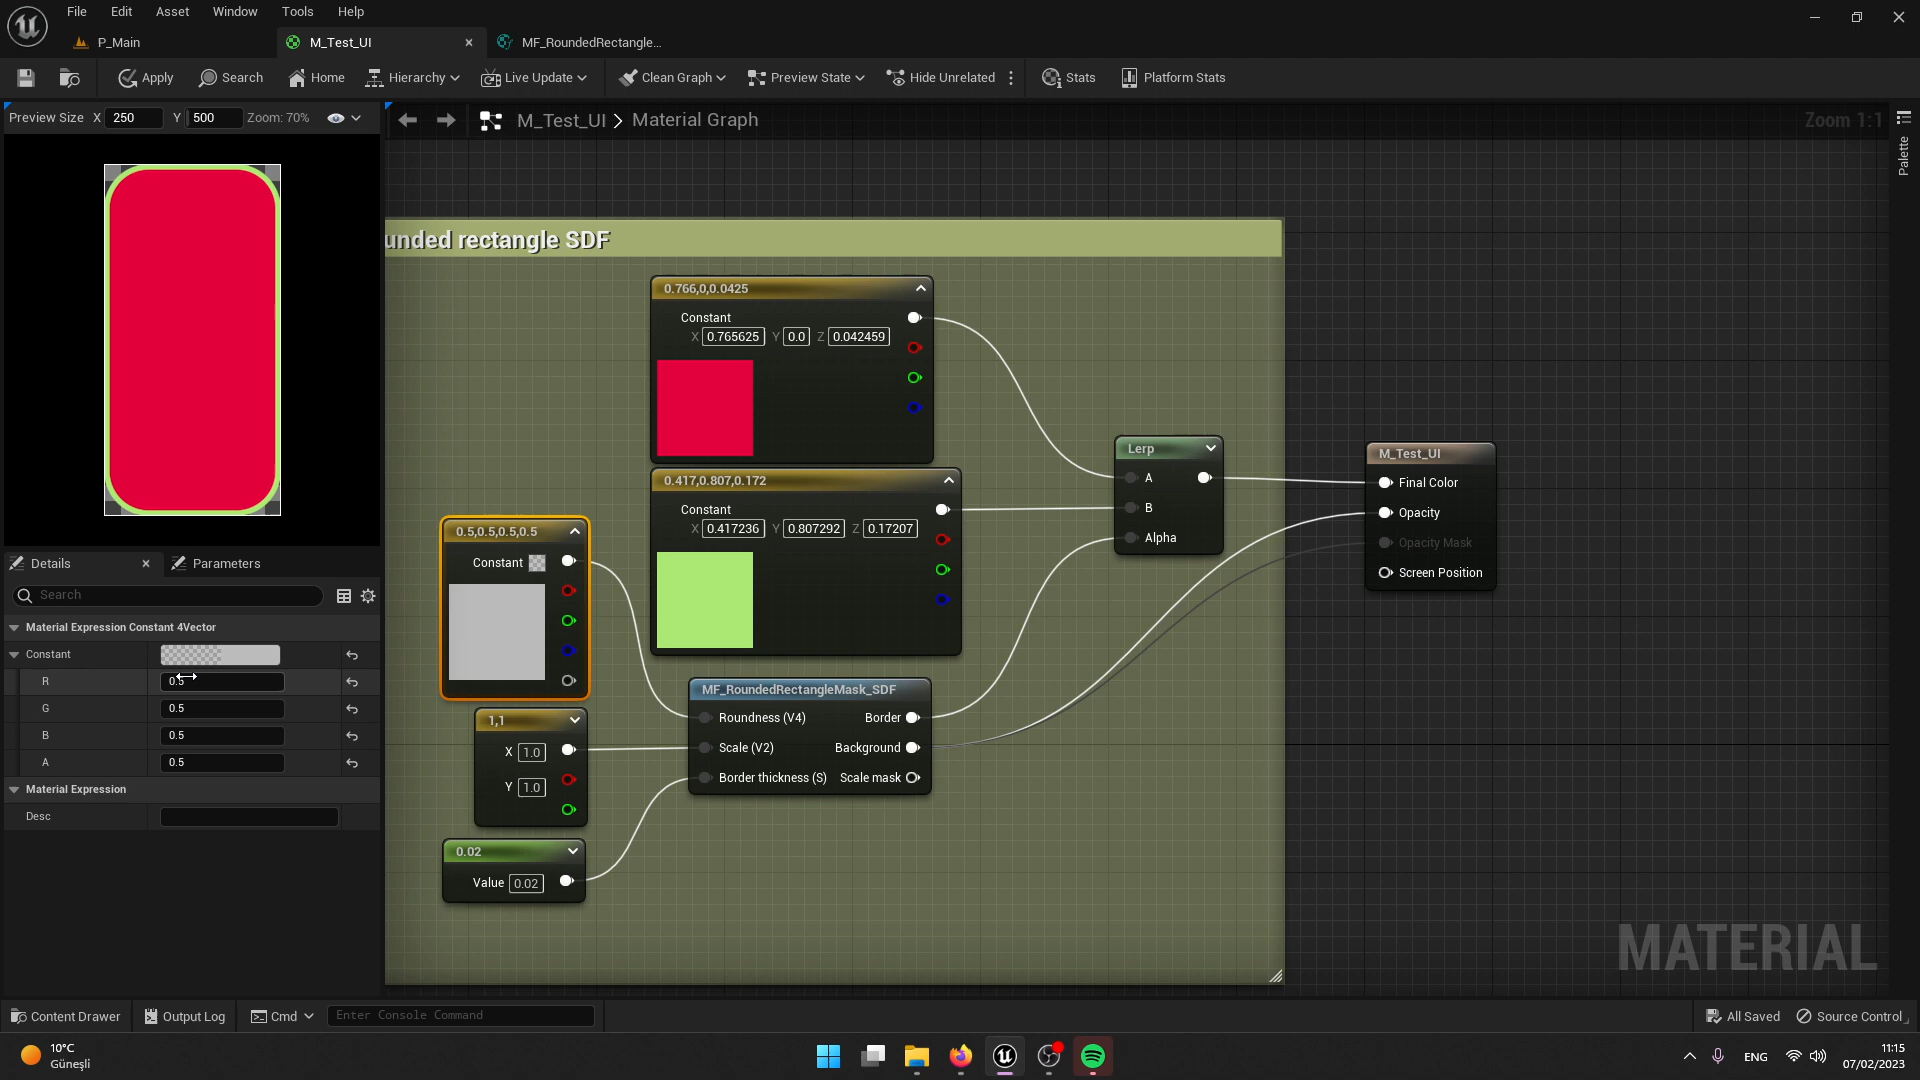 File Edit Asset Window Tools Help
P_Main M_Test_UI MF_RoundedRectangle...
Apply Search Home Hierarchy Live Update Clean Graph Preview State Hide Unrelated Stats Platform Stats
Preview Size X 250 Y 500 Zoom: 70%
M_Test_UI > Material Graph
Zoom 1:1
Palette
unded rectangle SDF
0.766,0,0.0425
Constant
X 0.765625 Y 0.0 Z 0.042459
0.417,0.807,0.172
Constant
X 0.417236 Y 0.807292 Z 0.17207
0.5,0.5,0.5,0.5
Constant
1,1
X 1.0
Y 1.0
0.02
Value 0.02
MF_RoundedRectangleMask_SDF
Roundness (V4) Border
Scale (V2) Background
Border thickness (S) Scale mask
Lerp
A
B
Alpha
M_Test_UI
Final Color
Opacity
Opacity Mask
Screen Position
Details Parameters
Search
Material Expression Constant 4Vector
Constant
R 0.5
G 0.5
B 0.5
A 0.5
Material Expression
Desc
MATERIAL
Content Drawer Output Log Cmd Enter Console Command All Saved Source Control
10°C
Güneşli
ENG
11:15
07/02/2023